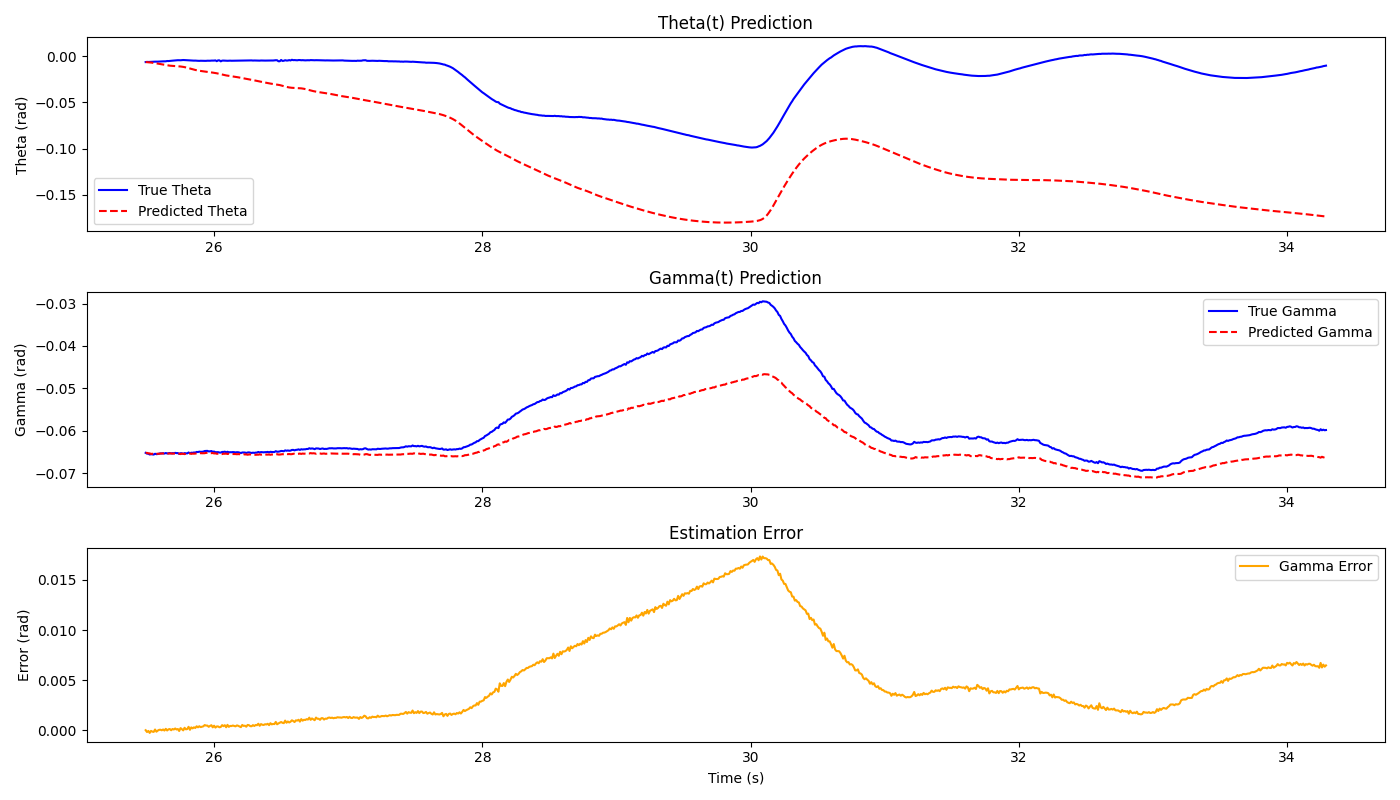 Theta(t) Prediction
Theta (rad)
0.00
−0.05
−0.10
−0.15
True Theta
Predicted Theta
26 28 30 32 34
Gamma(t) Prediction
Gamma (rad)
−0.03
−0.04
−0.05
−0.06
−0.07
True Gamma
Predicted Gamma
26 28 30 32 34
Estimation Error
Error (rad)
0.015
0.010
0.005
0.000
Gamma Error
26 28 30 32 34
Time (s)